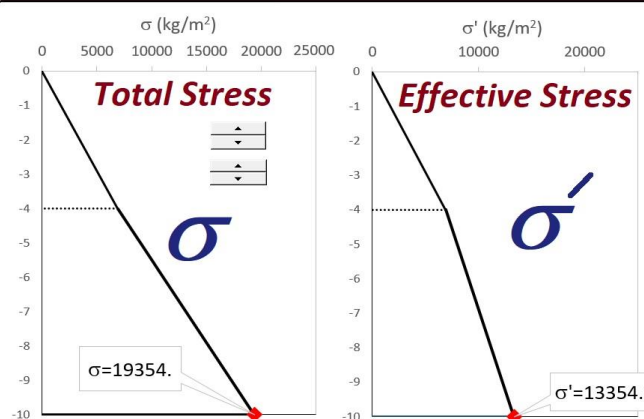 σ (kg/m²)
0 5000 10000 15000 20000 25000
Total Stress
0
-1
-2
-3
-4
-5
-6
-7
-8
-9
-10
σ
σ=19354.
σ' (kg/m²)
0 10000 20000
Effective Stress
0
-1
-2
-3
-4
-5
-6
-7
-8
-9
-10
σ´
σ'=13354.